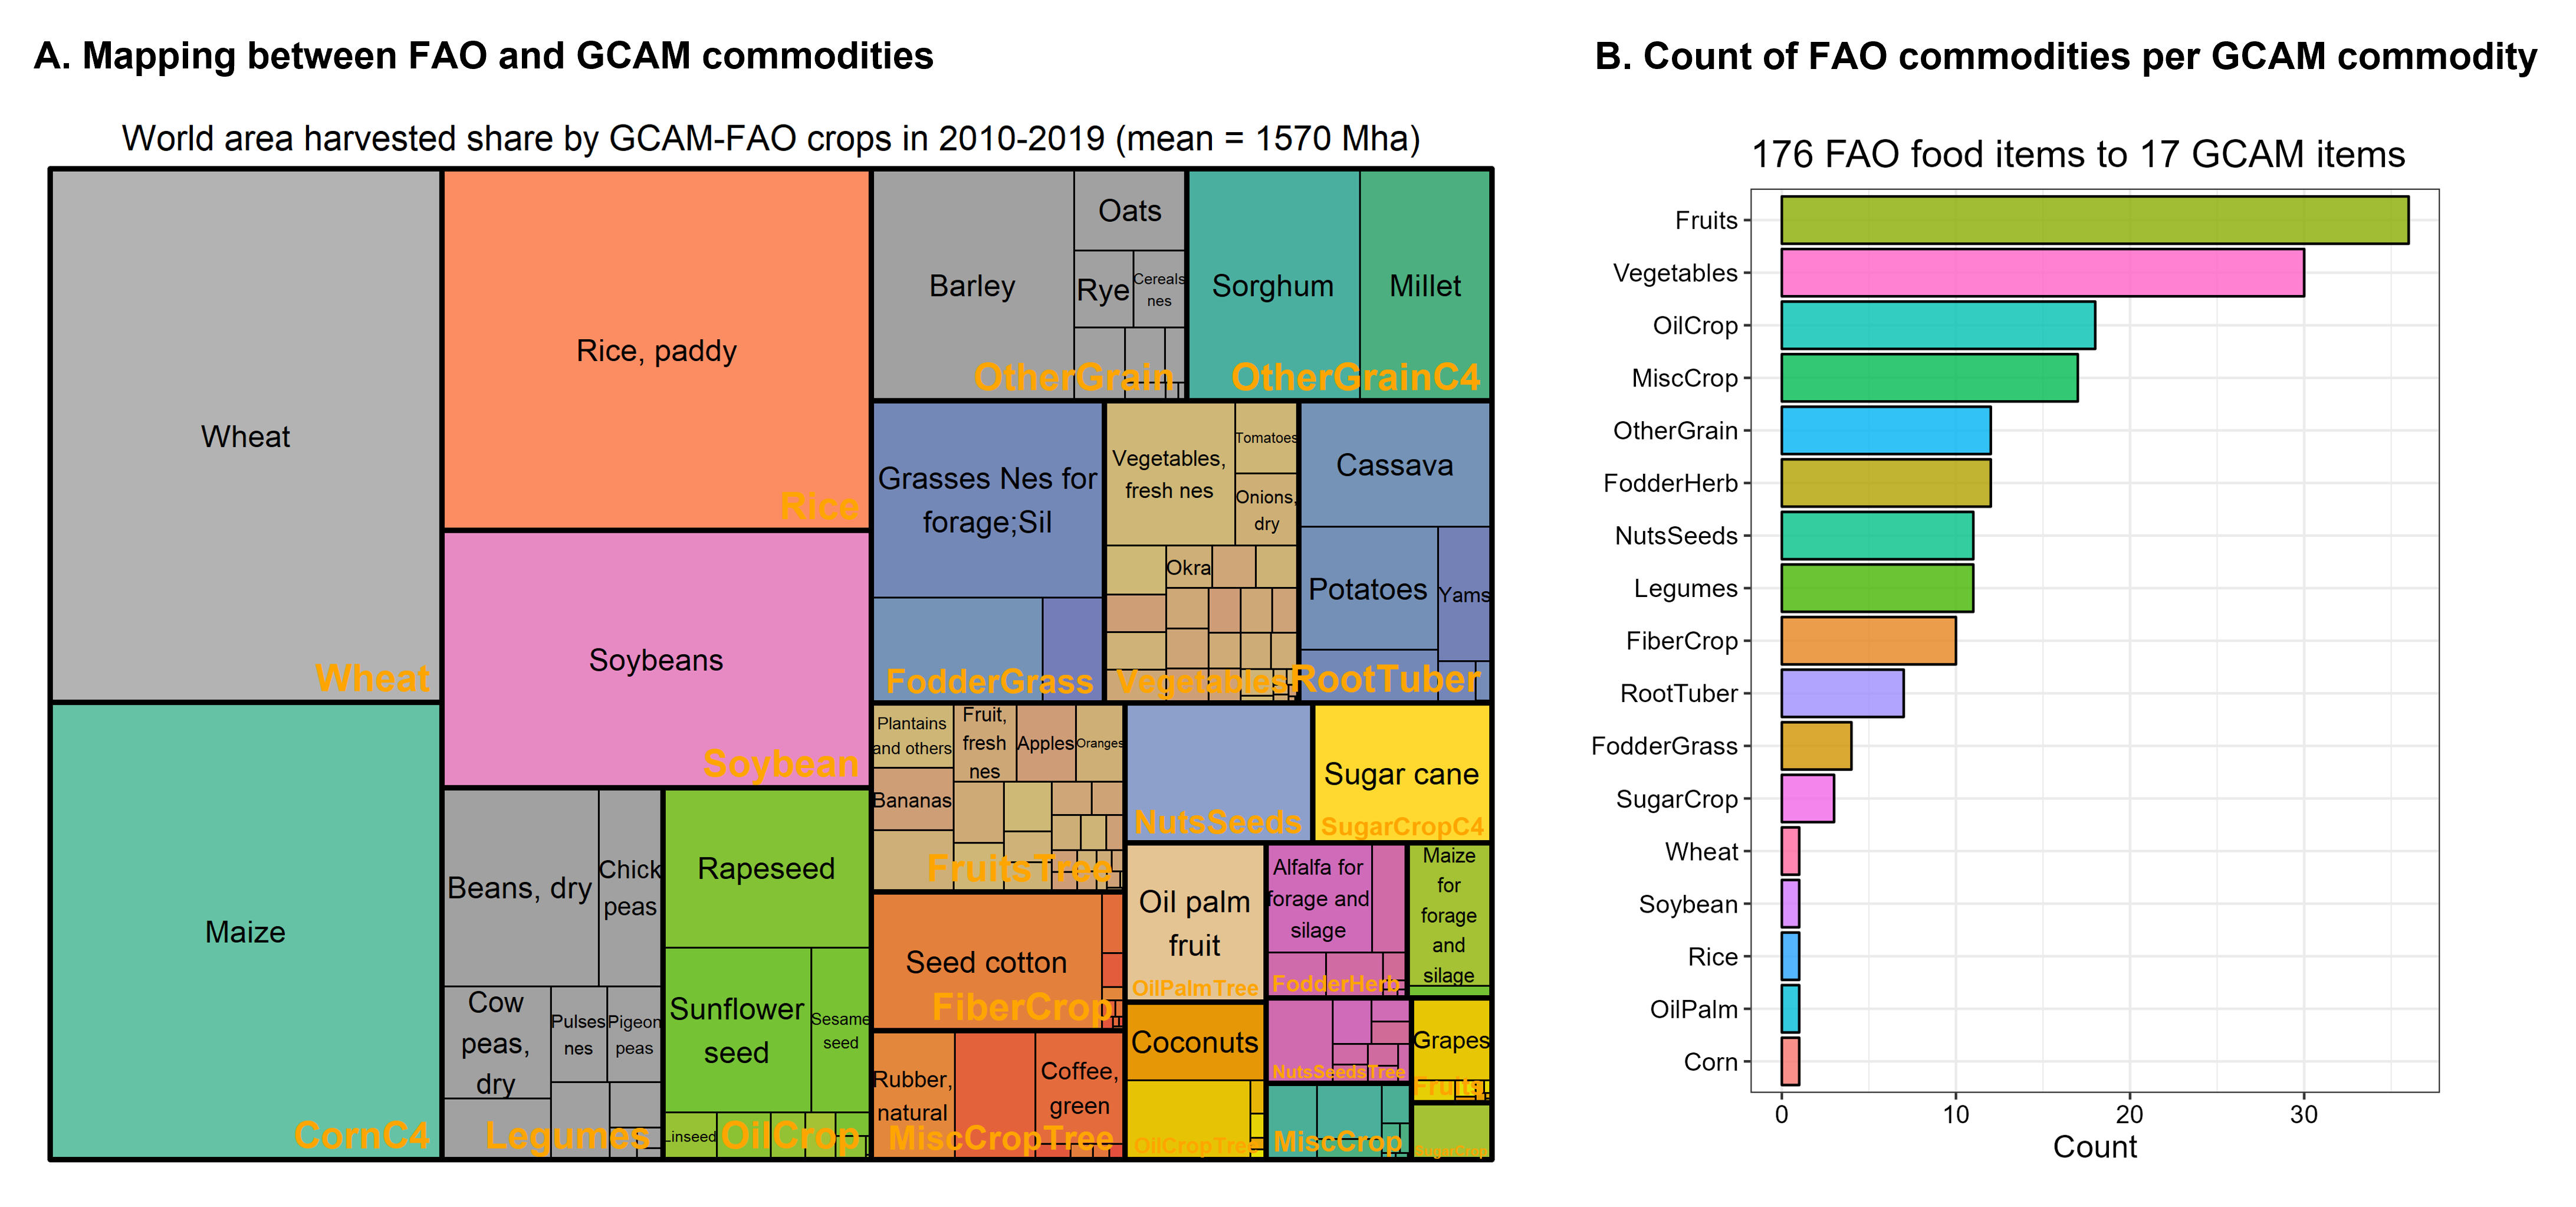 A. Mapping between FAO and GCAM commodities
World area harvested share by GCAM-FAO crops in 2010-2019 (mean = 1570 Mha)
Wheat
Wheat
Maize
CornC4
Rice, paddy
Rice
Soybeans
Soybean
Beans, dry
Chick
peas
Cow
peas,
dry
Pulses
nes
Pigeon
peas
Legumes
Rapeseed
Sunflower
seed
Sesame
seed
Linseed
OilCrop
Barley
Oats
Rye
Cereals
nes
OtherGrain
Sorghum
Millet
OtherGrainC4
Grasses Nes for
forage;Sil
FodderGrass
Vegetables,
fresh nes
Tomatoes
Onions,
dry
Okra
Vegetables
Cassava
Potatoes
Yams
RootTuber
Plantains
and others
Fruit,
fresh
nes
Apples
Oranges
Bananas
FruitsTree
NutsSeeds
Sugar cane
SugarCropC4
Seed cotton
FiberCrop
Rubber,
natural
Coffee,
green
MiscCropTree
Oil palm
fruit
OilPalmTree
Coconuts
OilCropTree
Alfalfa for
forage and
silage
FodderHerb
Maize
for
forage
and
silage
NutsSeedsTree
MiscCrop
Grapes
Fruits
SugarCrop
B. Count of FAO commodities per GCAM commodity
176 FAO food items to 17 GCAM items
Fruits
Vegetables
OilCrop
MiscCrop
OtherGrain
FodderHerb
NutsSeeds
Legumes
FiberCrop
RootTuber
FodderGrass
SugarCrop
Wheat
Soybean
Rice
OilPalm
Corn
0 10 20 30
Count